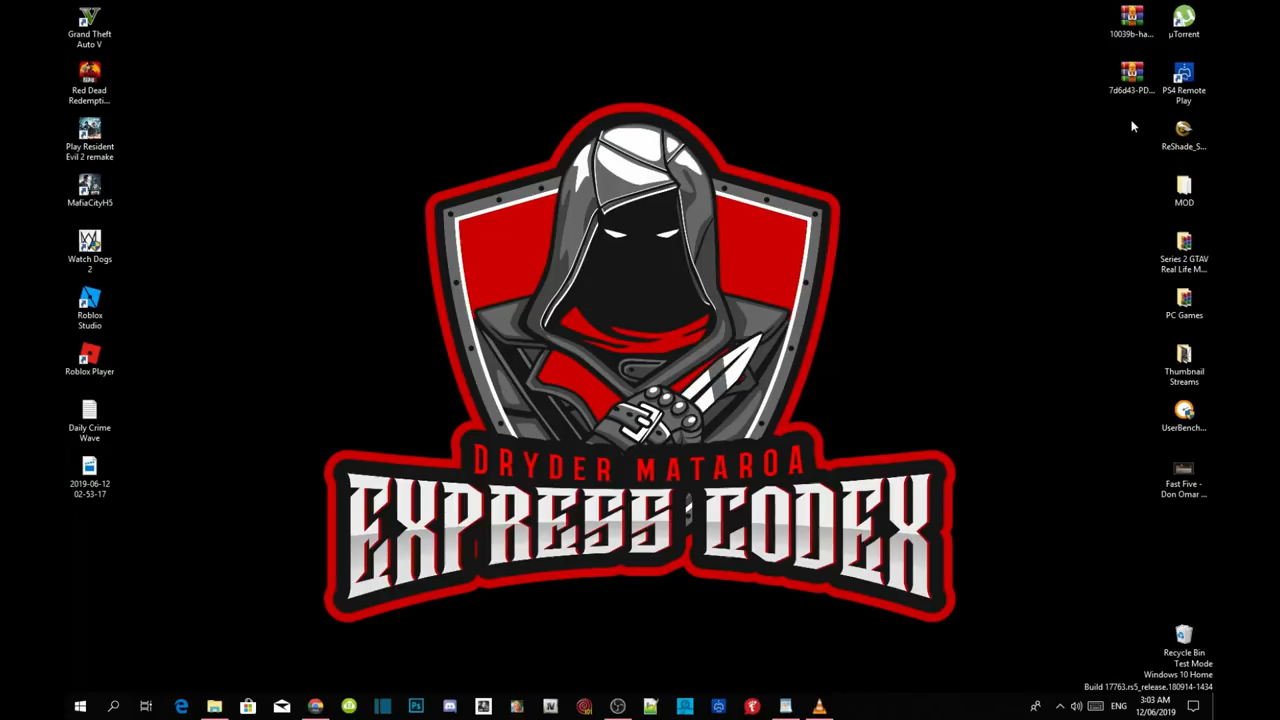 Grand Theft
Auto V
Red Dead
Redempti...
Play Resident
Evil 2 remake
MafiaCityH5
Watch Dogs
2
Roblox
Studio
Roblox Player
Daily Crime
Wave
2019-06-12
02-53-17
DRYDER MATAROA
EXPRESS CODEX
10039b-ha...
µTorrent
7d6d43-PD...
PS4 Remote
Play
ReShade_S...
MOD
Series 2 GTAV
Real Life M...
PC Games
Thumbnail
Streams
UserBench...
Fast Five -
Don Omar ...
Recycle Bin
Test Mode
Windows 10 Home
Build 17763.rs5_release.180914-1434
ENG
3:03 AM
12/06/2019